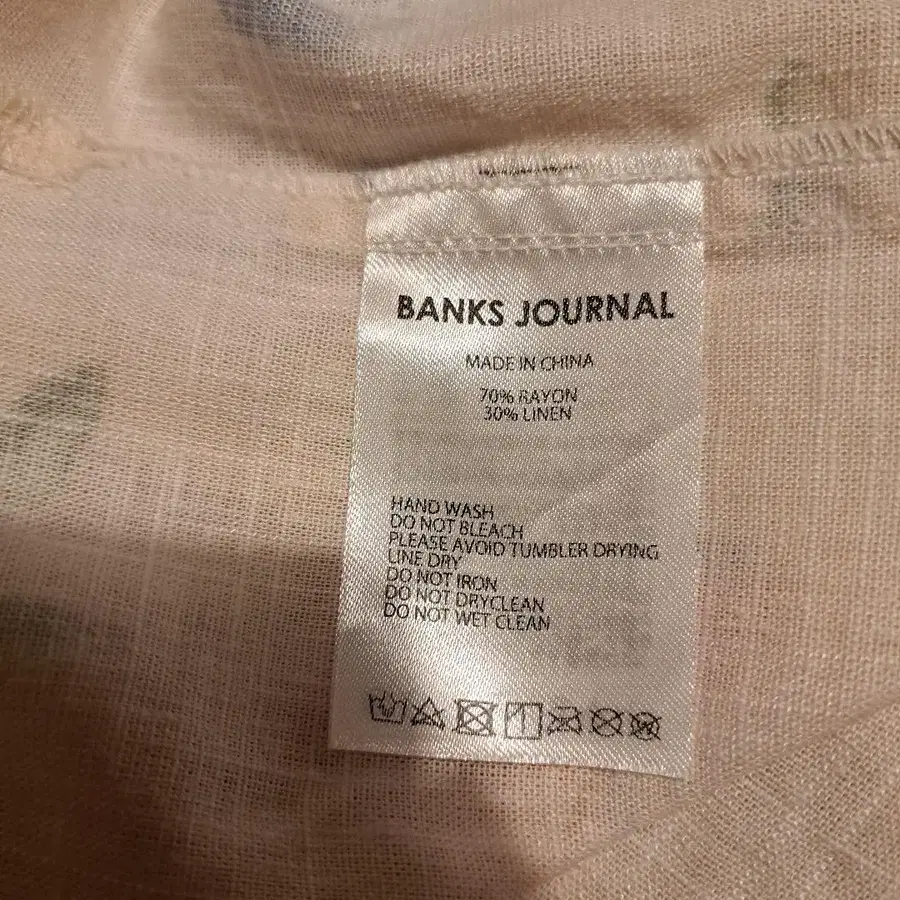 BANKS JOURNAL
MADE IN CHINA
70% RAYON
30% LINEN
HAND WASH
DO NOT BLEACH
PLEASE AVOID TUMBLER DRYING
LINE DRY
DO NOT IRON
DO NOT DRYCLEAN
DO NOT WET CLEAN